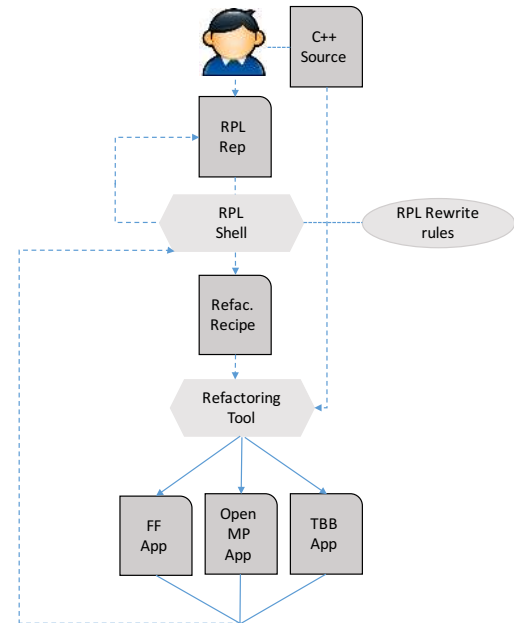 C++
Source
RPL
Rep
RPL
Shell
RPL Rewrite
rules
Refac.
Recipe
Refactoring
Tool
FF
App
Open
MP
App
TBB
App